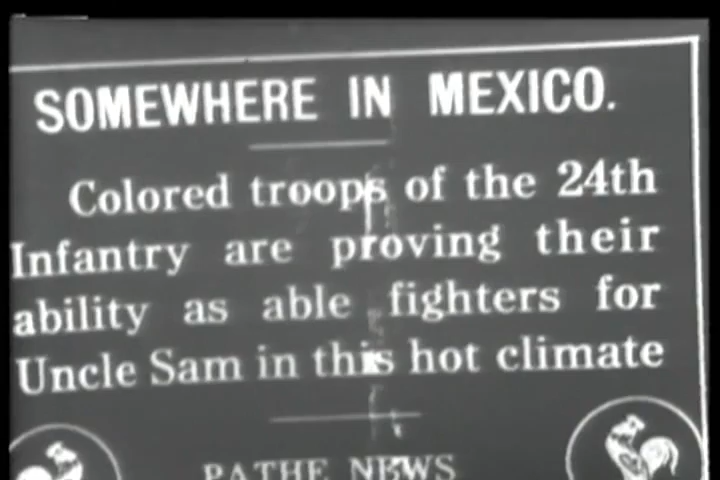 SOMEWHERE IN MEXICO.
Colored troops of the 24th
Infantry are proving their
ability as able fighters for
Uncle Sam in this hot climate
PATHE NEWS